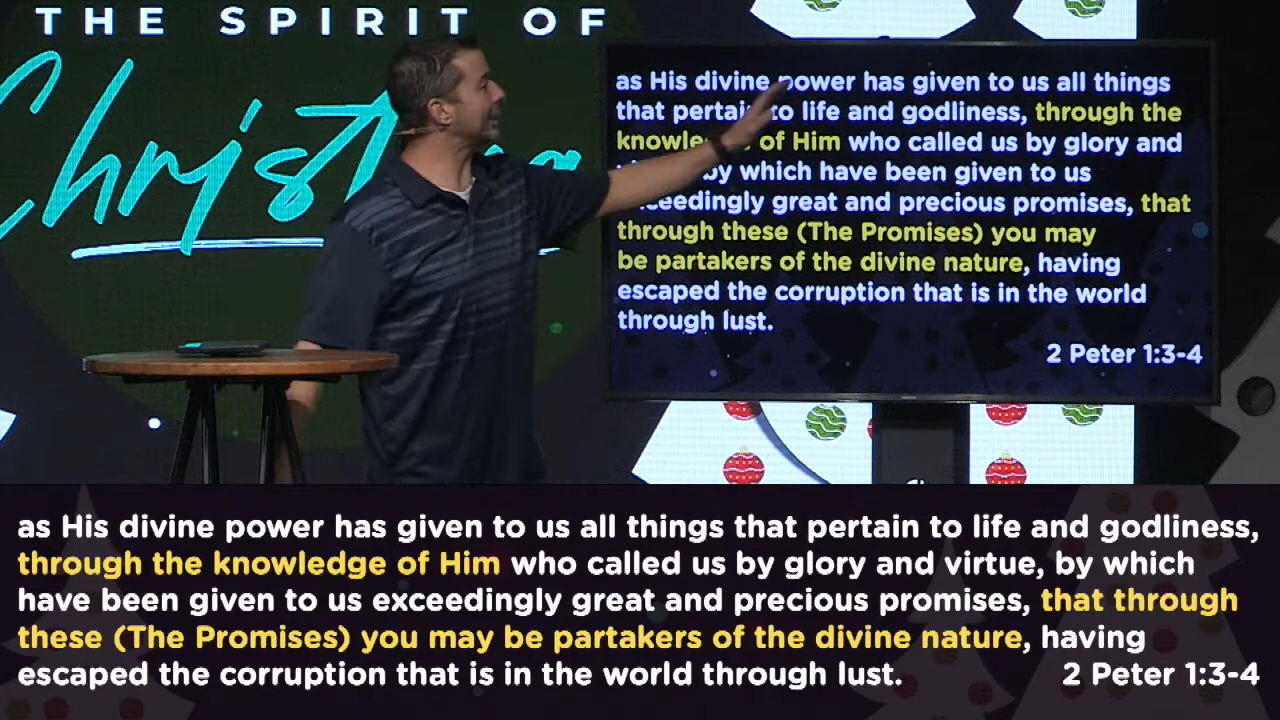 THE SPIRIT OF
as His divine power has given to us all things
that to life and godliness, through the
of Him who called us by glory and
by which have been given to us
great and precious promises, that
through these (The Promises) you may
be partakers of the divine nature, having
escaped the corruption that is in the world
through lust.
2 Peter 1:3-4
as His divine power has given to us all things that pertain to life and godliness,
through the knowledge of Him who called us by glory and virtue, by which
have been given to us exceedingly great and precious promises, that through
these (The Promises) you may be partakers of the divine nature, having
escaped the corruption that is in the world through lust. 2 Peter 1:3-4